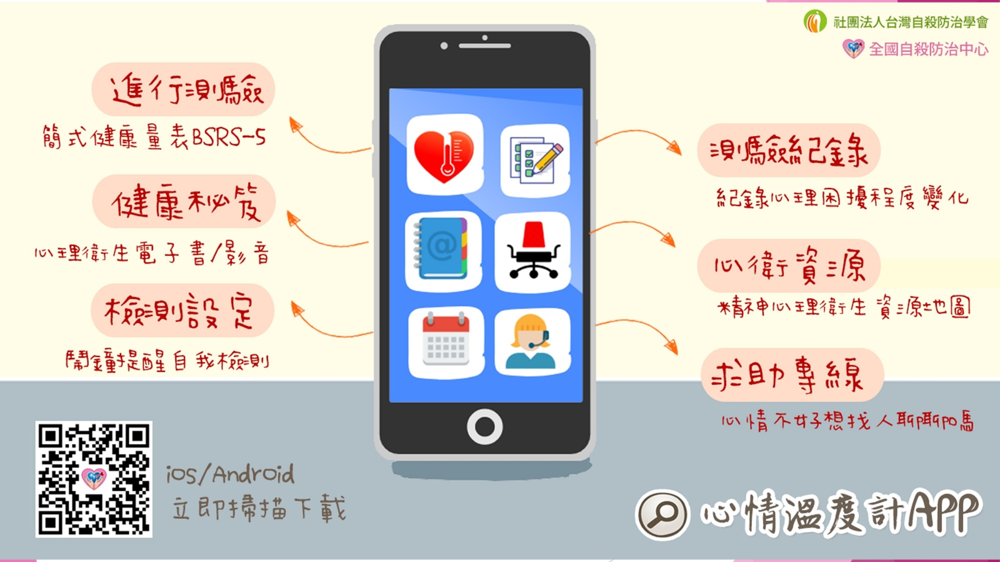 社團法人台灣自殺防治學會
全國自殺防治中心
進行測驗
簡式健康量表BSRS-5
健康秘笈
心理衛生電子書/影音
檢測設定
鬧鐘提醒自我檢測
測驗紀錄
紀錄心理困擾程度變化
心衛資源
精神心理衛生資源地圖
求助專線
心情不好想找人聊聊嗎
@
ios/Android
立即掃描下載
心情溫度計APP